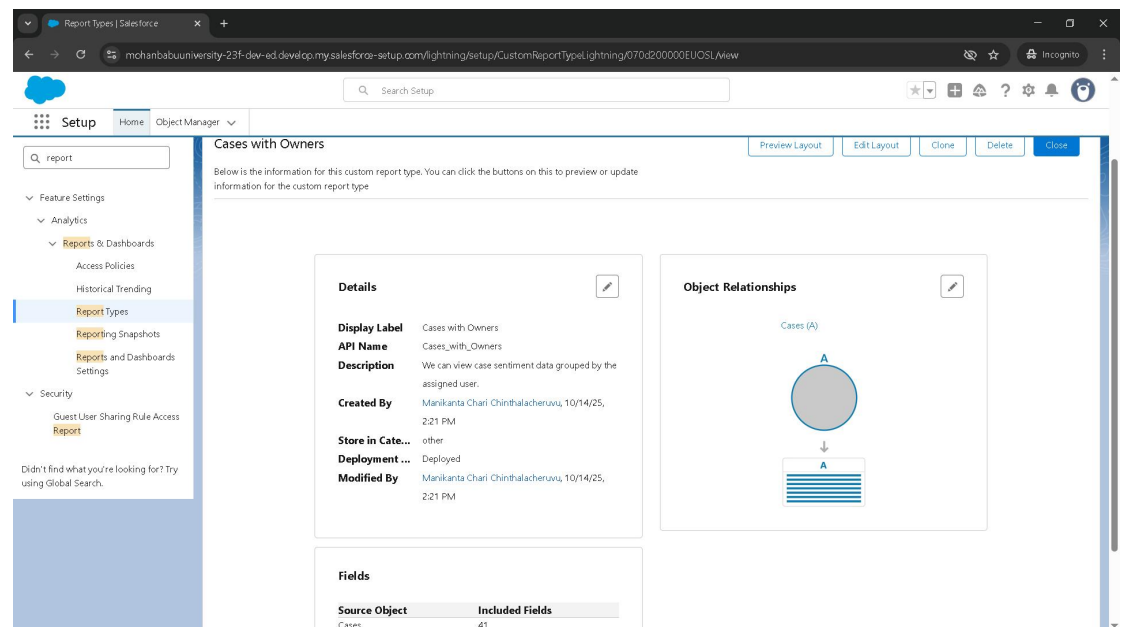 Report Types | Salesforce
mohanbabuuniversity-23f-dev-ed.develop.my.salesforce-setup.com/lightning/setup/CustomReportTypeLightning/070d200000EUOSL/view
Incognito
Search Setup
Setup
Home
Object Manager
report
Feature Settings
Analytics
Reports & Dashboards
Access Policies
Historical Trending
Report Types
Reporting Snapshots
Reports and Dashboards
Settings
Security
Guest User Sharing Rule Access
Report
Didn't find what you're looking for? Try
using Global Search.
Cases with Owners
Preview Layout
Edit Layout
Clone
Delete
Close
Below is the information for this custom report type. You can click the buttons on this to preview or update
information for the custom report type
Details
Display Label Cases with Owners
API Name Cases_with_Owners
Description We can view case sentiment data grouped by the
assigned user.
Created By Manikanta Chari Chinthalacheruvu, 10/14/25,
2:21 PM
Store in Cate... other
Deployment ... Deployed
Modified By Manikanta Chari Chinthalacheruvu, 10/14/25,
2:21 PM
Object Relationships
Cases (A)
A
A
Fields
Source Object Included Fields
Cases 41